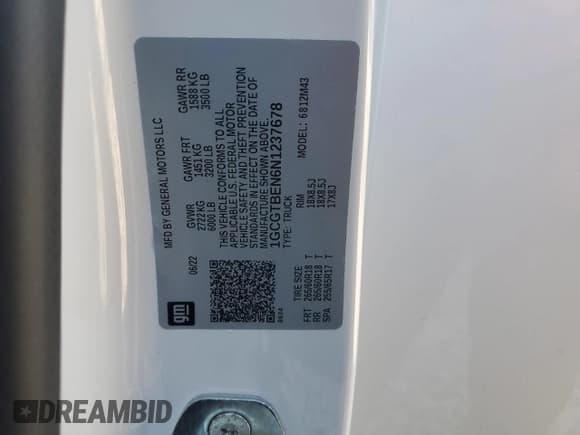 MFD BY GENERAL MOTORS LLC
06/22
GVWR
2722 KG
6000 LB
GAWR FRT
1451 KG
3200 LB
GAWR RR
1588 KG
3500 LB
THIS VEHICLE CONFORMS TO ALL
APPLICABLE U.S. FEDERAL MOTOR
VEHICLE SAFETY AND THEFT PREVENTION
STANDARDS IN EFFECT ON THE DATE OF
MANUFACTURE SHOWN ABOVE.
1GCGTBEN6N1237678
TYPE: TRUCK
MODEL: 6812M43
TIRE SIZE RIM
FRT 265/60R18 T 18X8.5J
RR 265/60R18 T 18X8.5J
SPA 255/65R17 T 17X8J
gm
DREAMBID